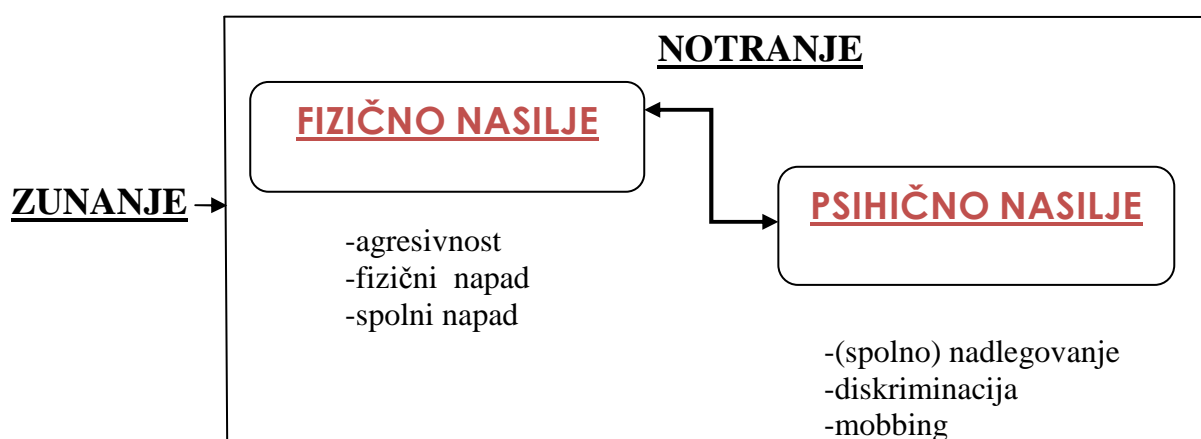 NOTRANJE
FIZIČNO NASILJE
ZUNANJE
PSIHIČNO NASILJE
-agresivnost
-fizični napad
-spolni napad
-(spolno) nadlegovanje
-diskriminacija
-mobbing